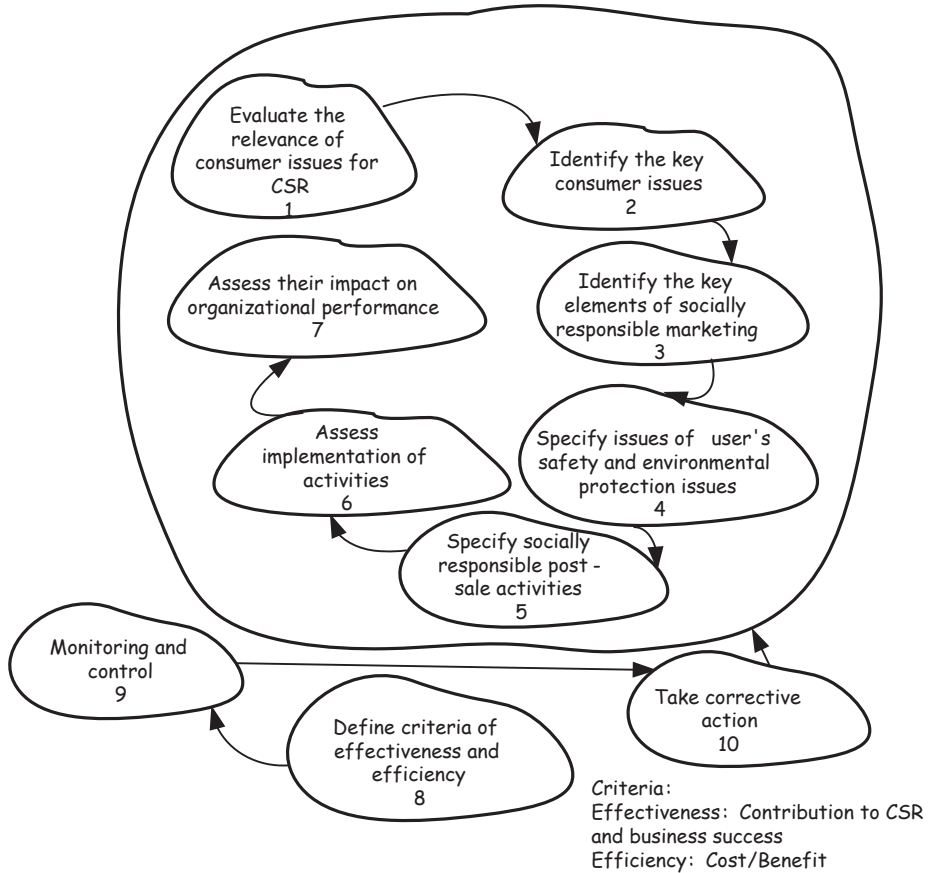 Evaluate the
relevance of
consumer issues for
CSR
1
Identify the key
consumer issues
2
Identify the key
elements of socially
responsible marketing
3
Specify issues of user's
safety and environmental
protection issues
4
Specify socially
responsible post -
sale activities
5
Assess
implementation of
activities
6
Assess their impact on
organizational performance
7
Define criteria of
effectiveness and
efficiency
8
Monitoring and
control
9
Take corrective
action
10
Criteria:
Effectiveness: Contribution to CSR
and business success
Efficiency: Cost/Benefit